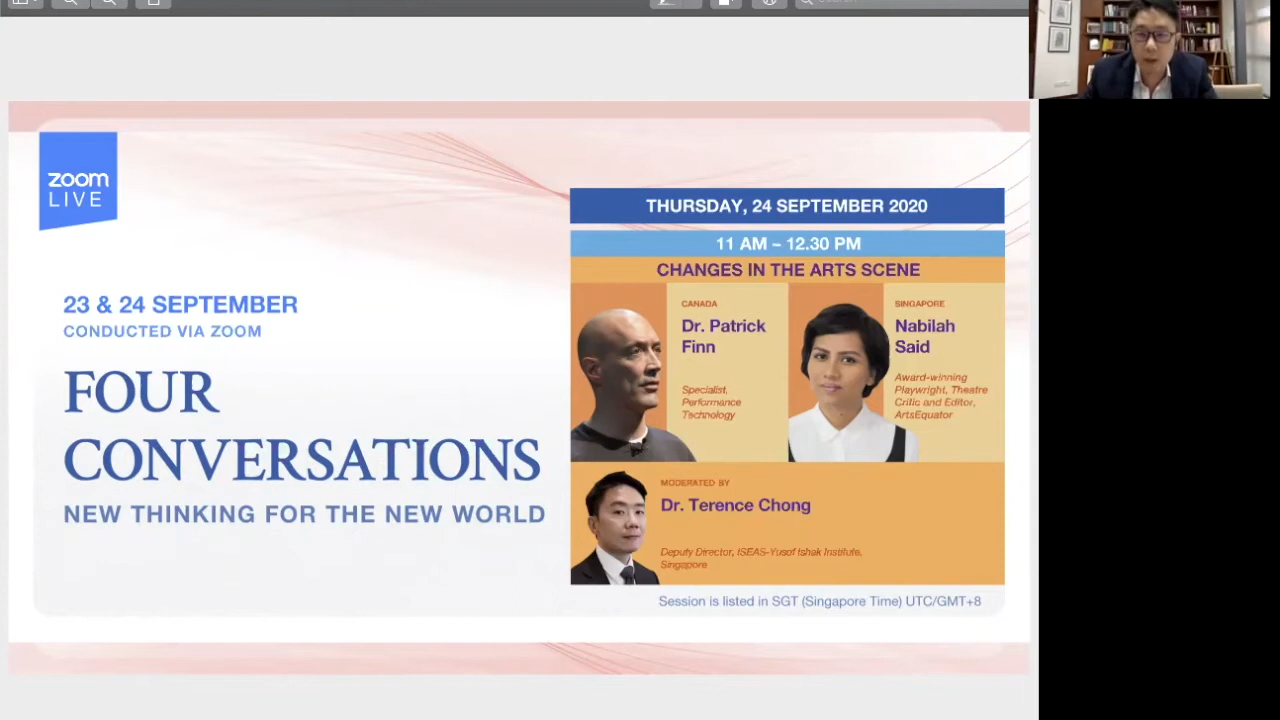 zoom
LIVE
23 & 24 SEPTEMBER
CONDUCTED VIA ZOOM
FOUR
CONVERSATIONS
NEW THINKING FOR THE NEW WORLD
THURSDAY, 24 SEPTEMBER 2020
11 AM – 12.30 PM
CHANGES IN THE ARTS SCENE
CANADA
Dr. Patrick
Finn
Specialist,
Performance
Technology
SINGAPORE
Nabilah
Said
Award-winning
Playwright, Theatre
Critic and Editor,
ArtsEquator
MODERATED BY
Dr. Terence Chong
Deputy Director, ISEAS-Yusof Ishak Institute,
Singapore
Session is listed in SGT (Singapore Time) UTC/GMT+8